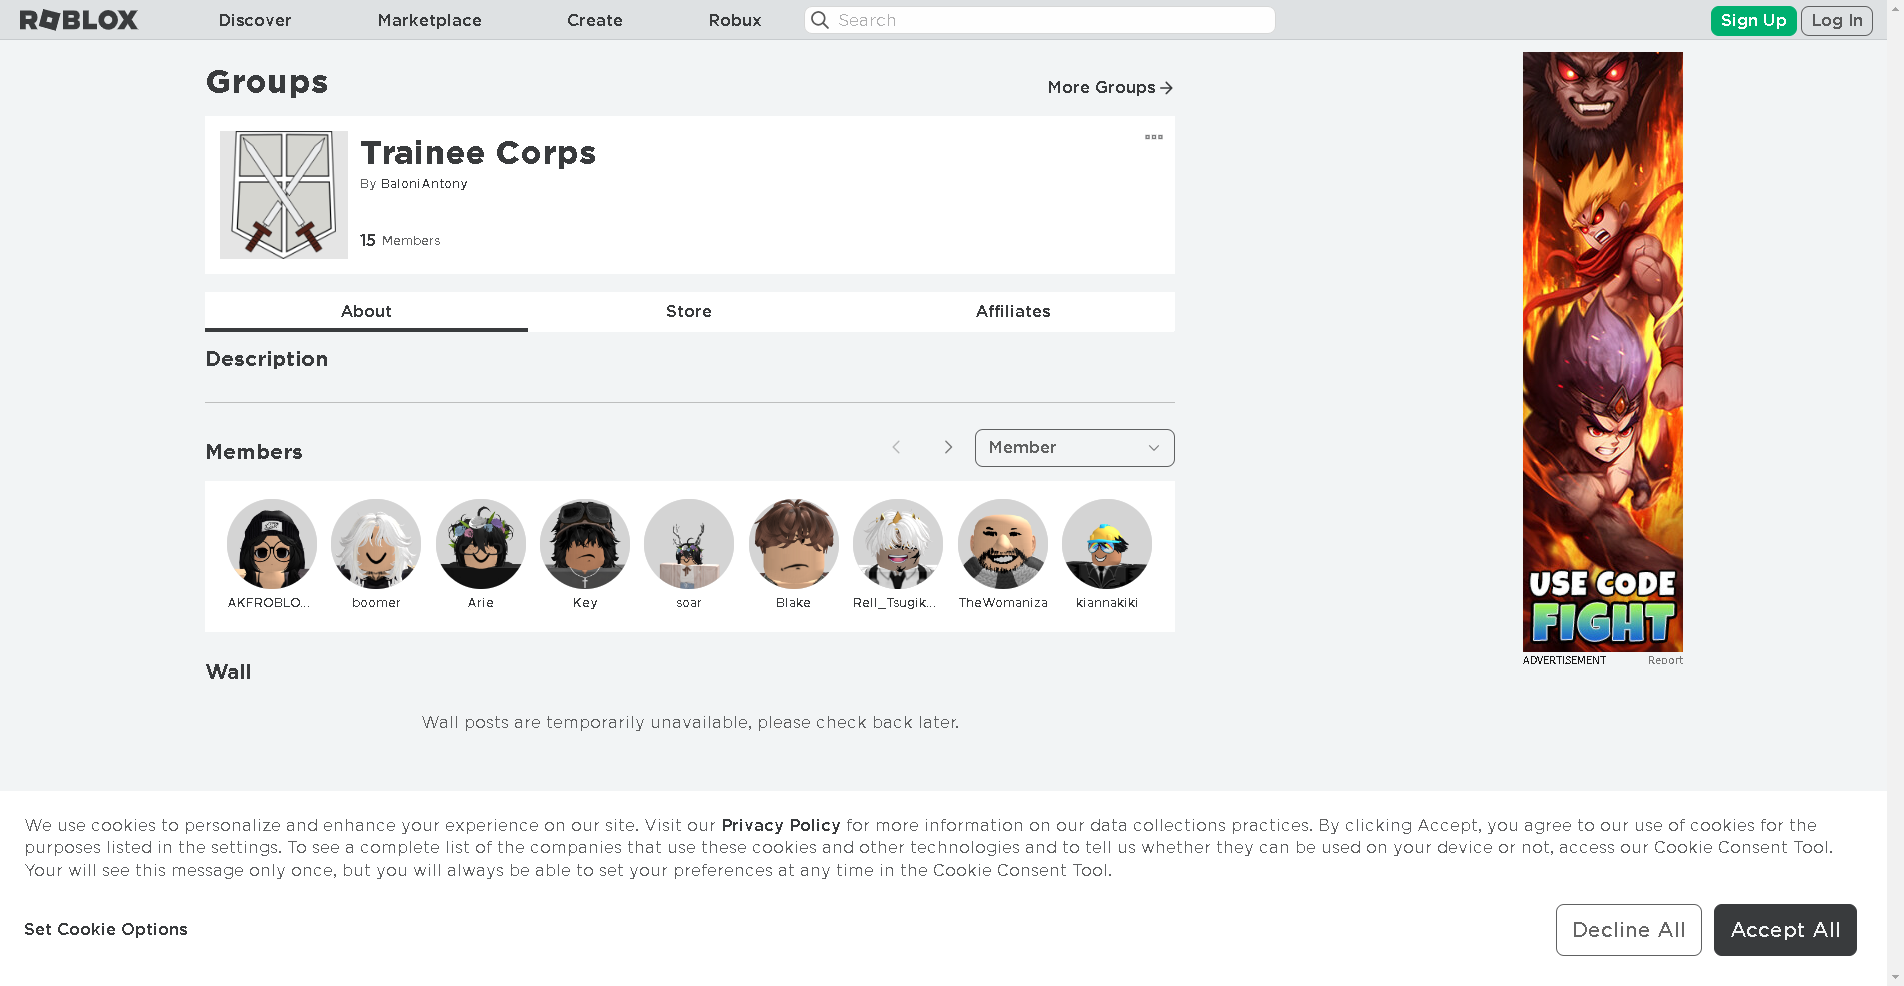 ROBLOX
Discover
Marketplace
Create
Robux
Search
Sign Up
Log In
Groups
More Groups
Trainee Corps
By BaloniAntony
15 Members
About
Store
Affiliates
Description
Members
Member
AKFROBLO...
boomer
Arie
Key
soar
Blake
Rell_Tsugik...
TheWomaniza
kiannakiki
Wall
Wall posts are temporarily unavailable, please check back later.
USE CODE
FIGHT
ADVERTISEMENT
Report
We use cookies to personalize and enhance your experience on our site. Visit our Privacy Policy for more information on our data collections practices. By clicking Accept, you agree to our use of cookies for the
purposes listed in the settings. To see a complete list of the companies that use these cookies and other technologies and to tell us whether they can be used on your device or not, access our Cookie Consent Tool.
Your will see this message only once, but you will always be able to set your preferences at any time in the Cookie Consent Tool.
Set Cookie Options
Decline All
Accept All